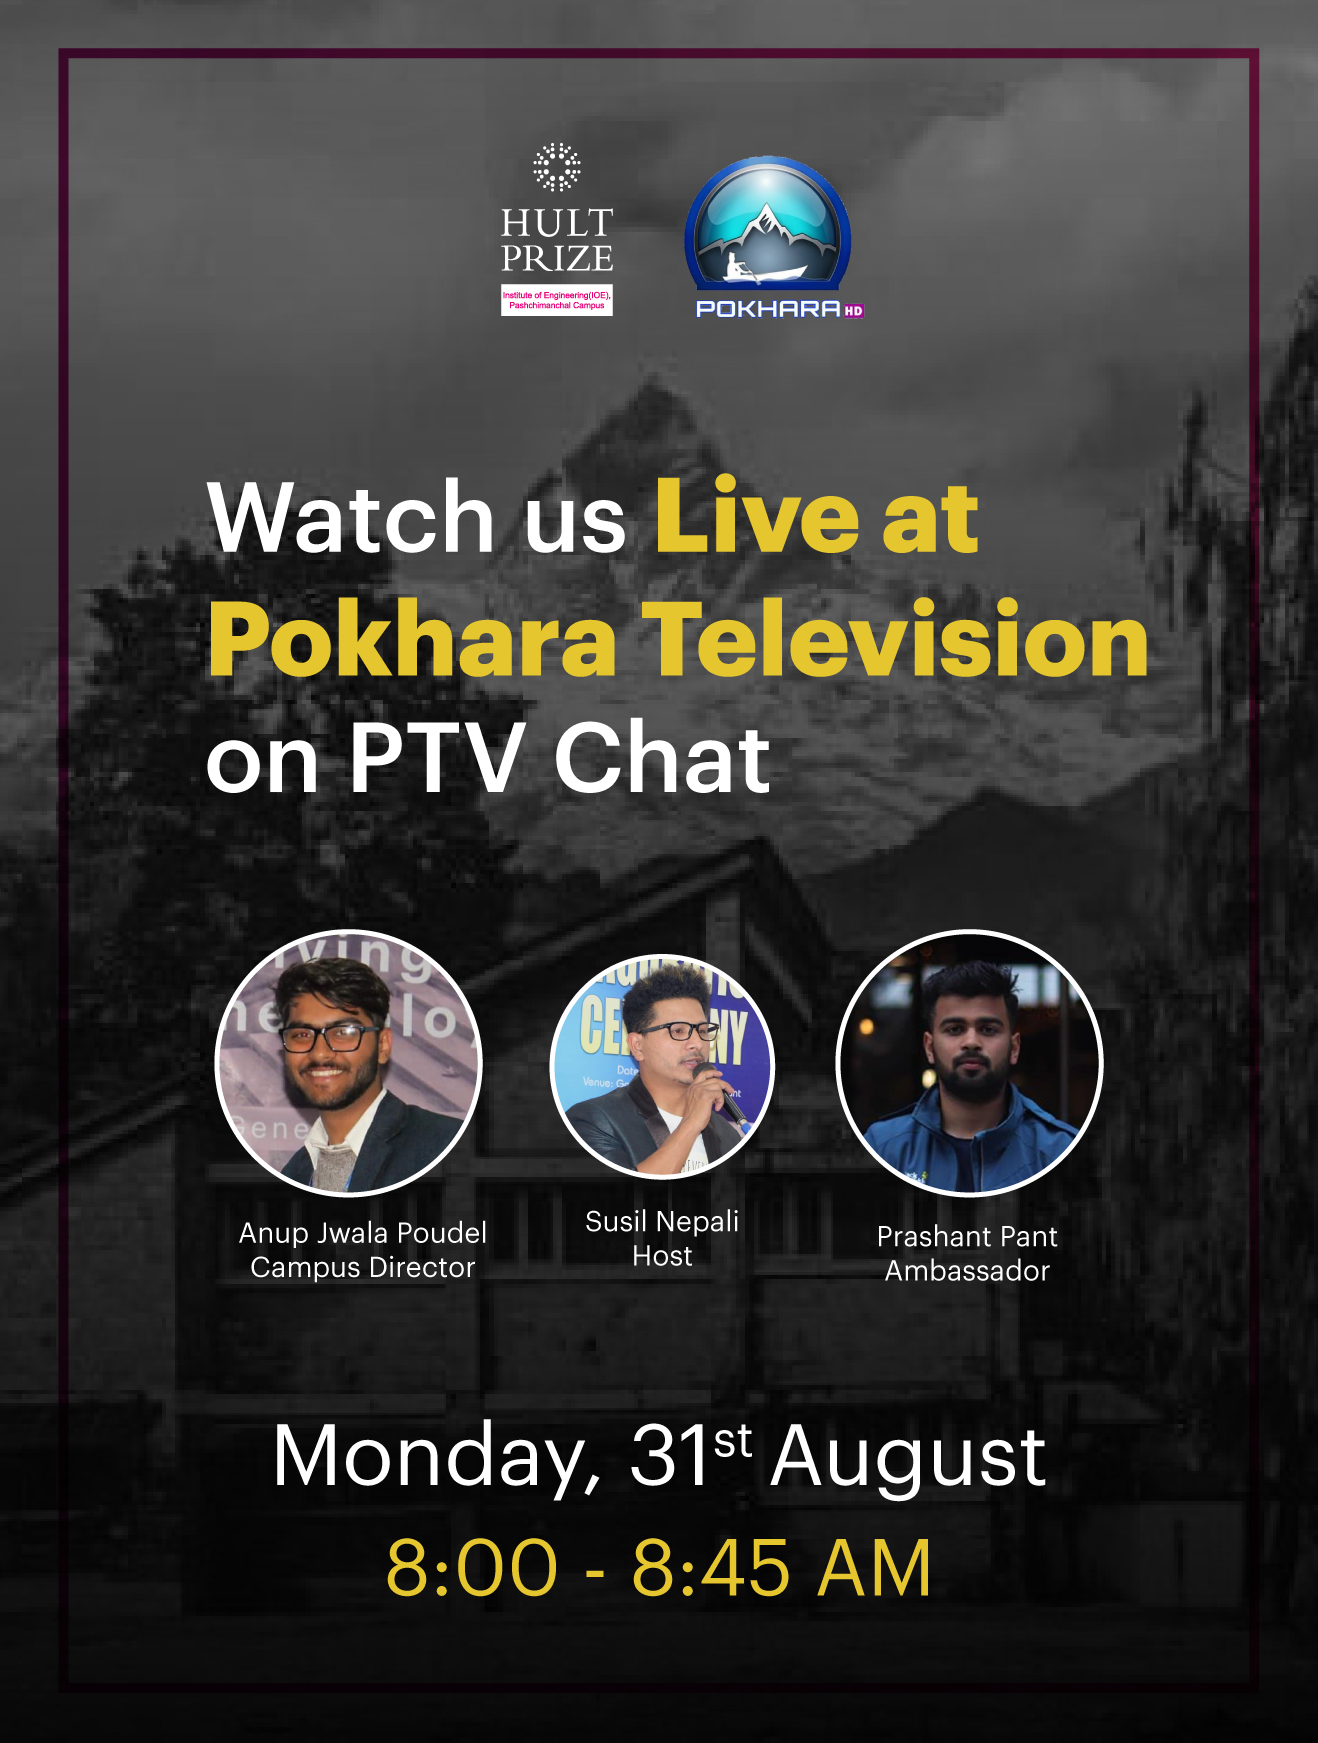 HULT
PRIZE
Institute of Engineering(IOE),
Pashchimanchal Campus
POKHARA HD
Watch us Live at
Pokhara Television
on PTV Chat
Anup Jwala Poudel
Campus Director
Susil Nepali
Host
Prashant Pant
Ambassador
Monday, 31st August
8:00 - 8:45 AM